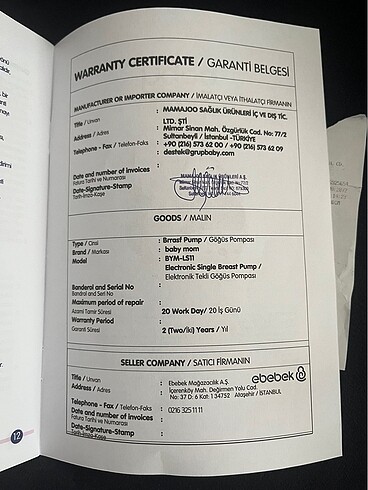 WARRANTY CERTIFICATE / GARANTİ BELGESİ
MANUFACTURER OR IMPORTER COMPANY / İMALATÇI VEYA İTHALATÇI FİRMANIN
Title / Unvan : MAMAJOO SAĞLIK ÜRÜNLERİ İÇ VE DIŞ TİC.
LTD. ŞTİ
Address / Adres : Mimar Sinan Mah. Özgürlük Cad. No: 77/2
Sultanbeyli / İstanbul -TÜRKİYE
Telephone - Fax / Telefon-Faks : +90 (216) 573 62 00 / +90 (216) 573 62 09
: destek@grupbaby.com
Date and number of invoices :
Fatura Tarihi ve Numarası
Date-Signature-Stamp :
Tarih-İmza-Kaşe
GOODS / MALIN
Type / Cinsi : Brrast Pump / Göğüs Pompası
Brand / Markası : baby mom
Model : BYM-LS11
Electronic Single Breast Pump /
Elektronik Tekli Göğüs Pompası
Banderol and Serial No :
Bandrol and Seri No
Maximum period of repair :
Azami Tamir Süresi : 20 Work Day/ 20 İş Günü
Warranty Period :
Garanti Süresi : 2 (Two/iki) Years / Yıl
SELLER COMPANY / SATICI FİRMANIN
ebebek
Title / Unvan : Ebebek Mağazacılık A.Ş.
Address / Adres : İçerenköy Mah. Değirmen Yolu Cad.
No: 37 D: 6 Kat: 1 34752 Ataşehir / İSTANBUL
Telephone - Fax / Telefon-Faks : 0216 325 11 11
Date and number of invoices :
Fatura Tarihi ve Numarası
Date-Signature-Stamp :
Tarih-İmza-Kaşe
12